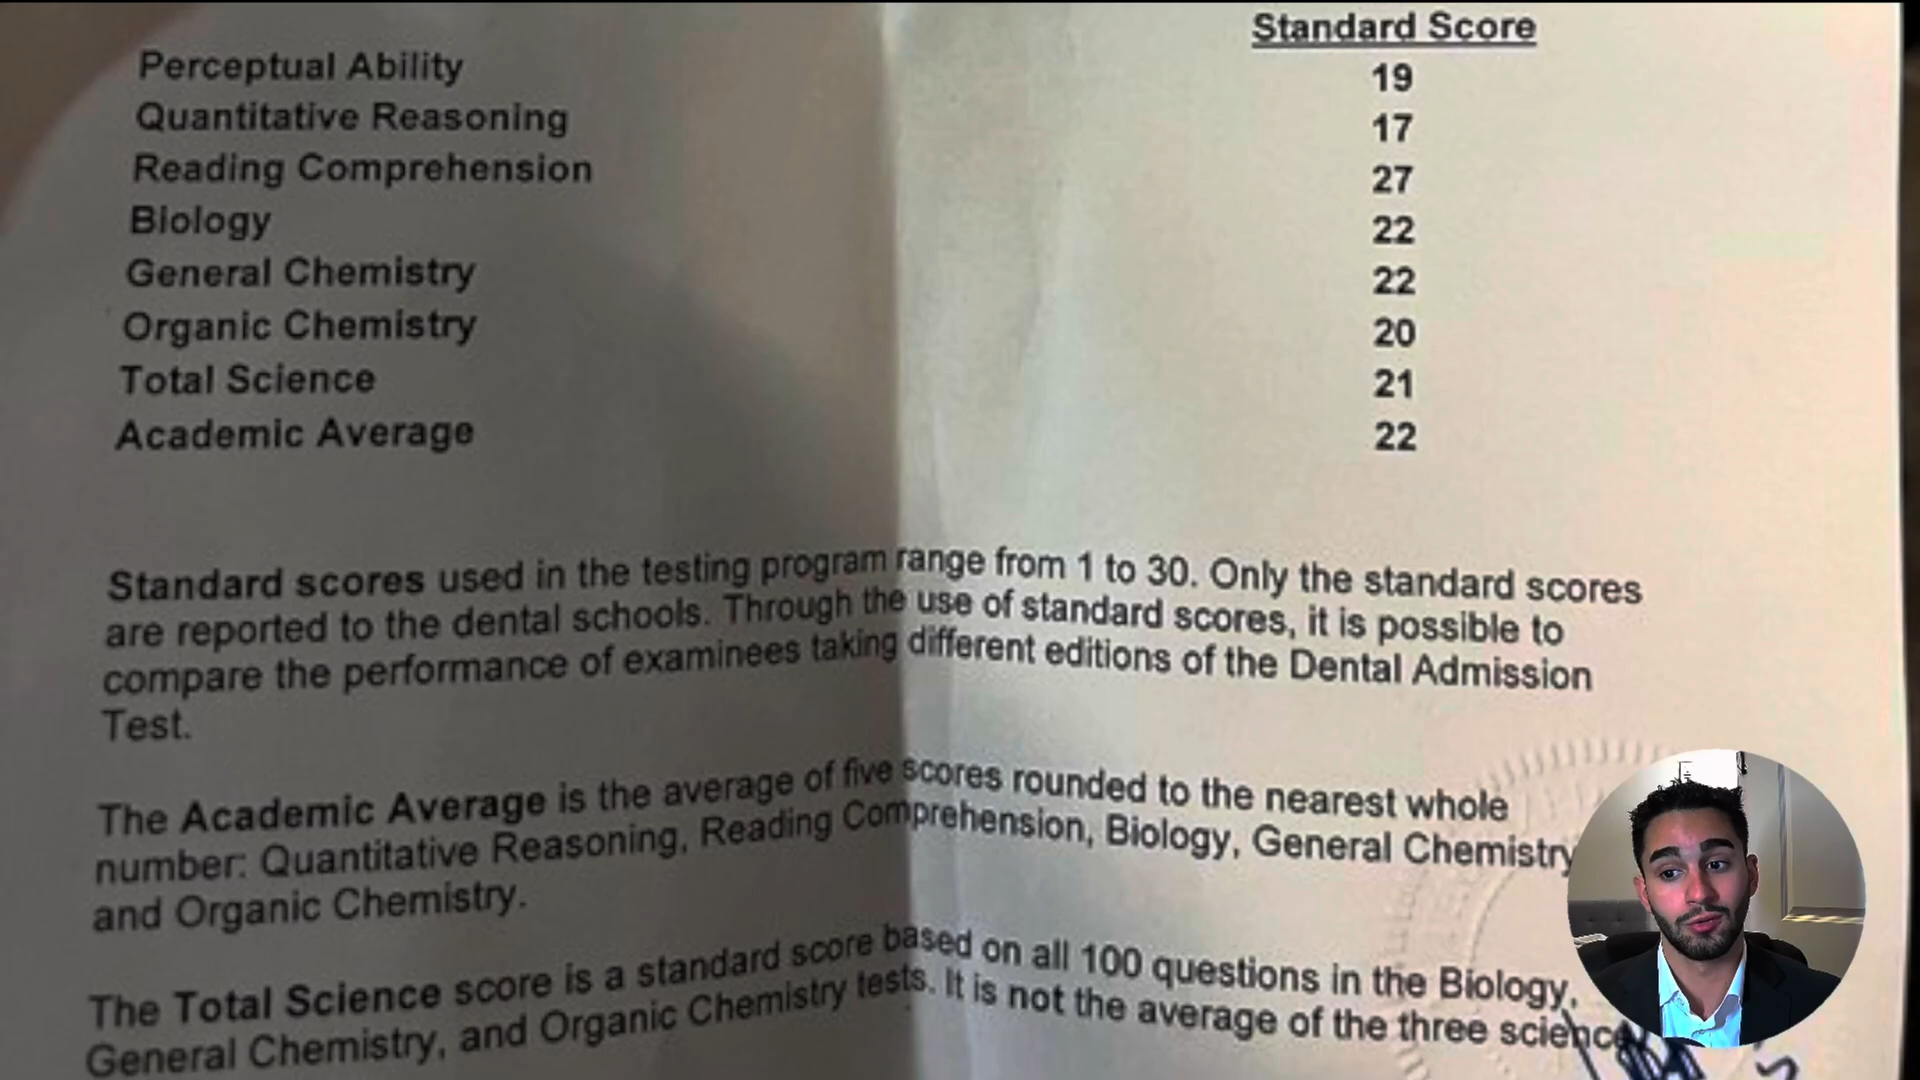 Standard Score
Perceptual Ability 19
Quantitative Reasoning 17
Reading Comprehension 27
Biology 22
General Chemistry 22
Organic Chemistry 20
Total Science 21
Academic Average 22
Standard scores used in the testing program range from 1 to 30. Only the standard scores
are reported to the dental schools. Through the use of standard scores, it is possible to
compare the performance of examinees taking different editions of the Dental Admission
Test.
The Academic Average is the average of five scores rounded to the nearest whole
number: Quantitative Reasoning, Reading Comprehension, Biology, General Chemistry
and Organic Chemistry.
The Total Science score is a standard score based on all 100 questions in the Biology,
General Chemistry, and Organic Chemistry tests. It is not the average of the three science